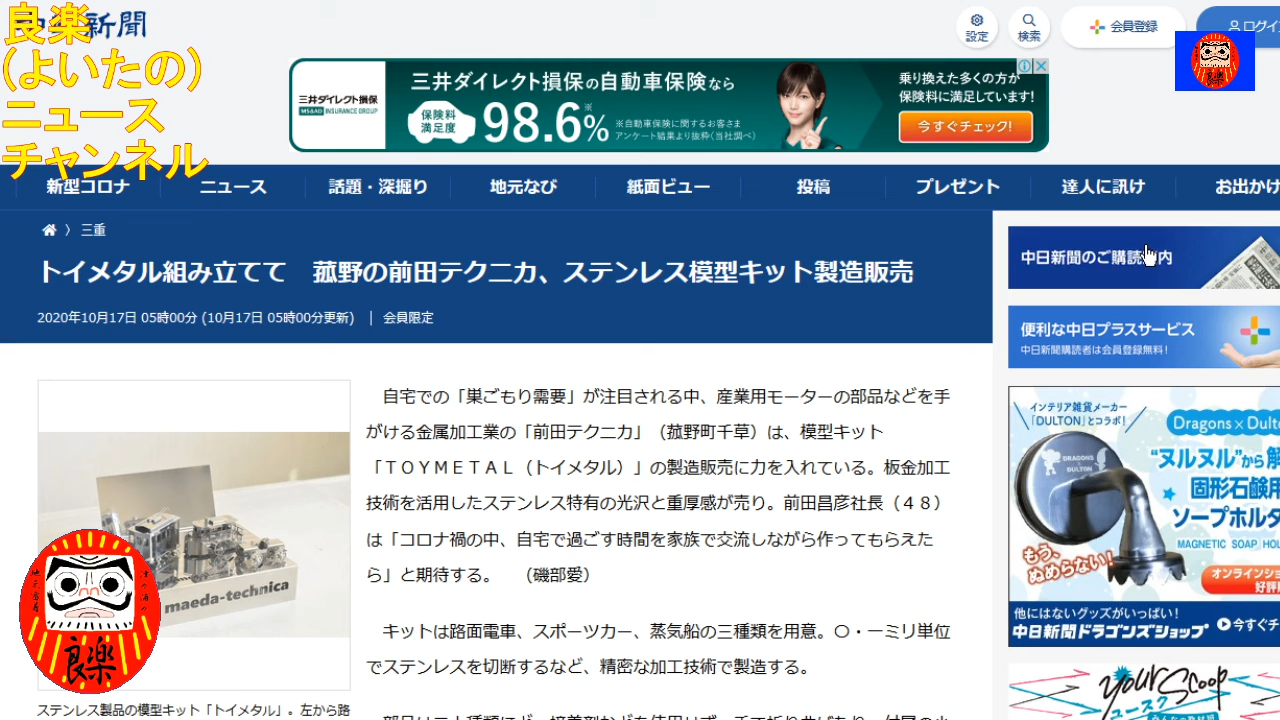 良楽
(よいたの)
ニュース
チャンネル
新聞
設定
検索
会員登録
ログイ
良楽
三井ダイレクト損保
MS&AD INSURANCE GROUP
三井ダイレクト損保の自動車保険なら
保険料
満足度
98.6%
※
※自動車保険に関するお客さま
アンケート結果より抜粋(当社調べ)
乗り換えた多くの方が
保険料に満足しています!
今すぐチェック!
新型コロナ
ニュース
話題・深掘り
地元なび
紙面ビュー
投稿
プレゼント
達人に訊け
お出かけ
〉 三重
トイメタル組み立てて　菰野の前田テクニカ、ステンレス模型キット製造販売
2020年10月17日 05時00分 (10月17日 05時00分更新) | 会員限定
自宅での「巣ごもり需要」が注目される中、産業用モーターの部品などを手
がける金属加工業の「前田テクニカ」（菰野町千草）は、模型キット
「ＴＯＹＭＥＴＡＬ（トイメタル）」の製造販売に力を入れている。板金加工
技術を活用したステンレス特有の光沢と重厚感が売り。前田昌彦社長（４８）
は「コロナ禍の中、自宅で過ごす時間を家族で交流しながら作ってもらえた
ら」と期待する。　（磯部愛）
キットは路面電車、スポーツカー、蒸気船の三種類を用意。〇・一ミリ単位
でステンレスを切断するなど、精密な加工技術で製造する。
maeda-technica
良楽
ステンレス製品の模型キット「トイメタル」。左から路
中日新聞のご購読案内
便利な中日プラスサービス
中日新聞購読者は会員登録無料!
インテリア雑貨メーカー
「DULTON」とコラボ!
Dragons×Dulto
DRAGONS
DULTON
“ヌルヌル”から解
固形石鹸用
ソープホルダ
MAGNETIC SOAP HOL
もう、
ぬめらない!
オンラインショ
好評
他にはないグッズがいっぱい!
中日新聞ドラゴンズショップ
今すぐチ
Your Scoop
ユースク